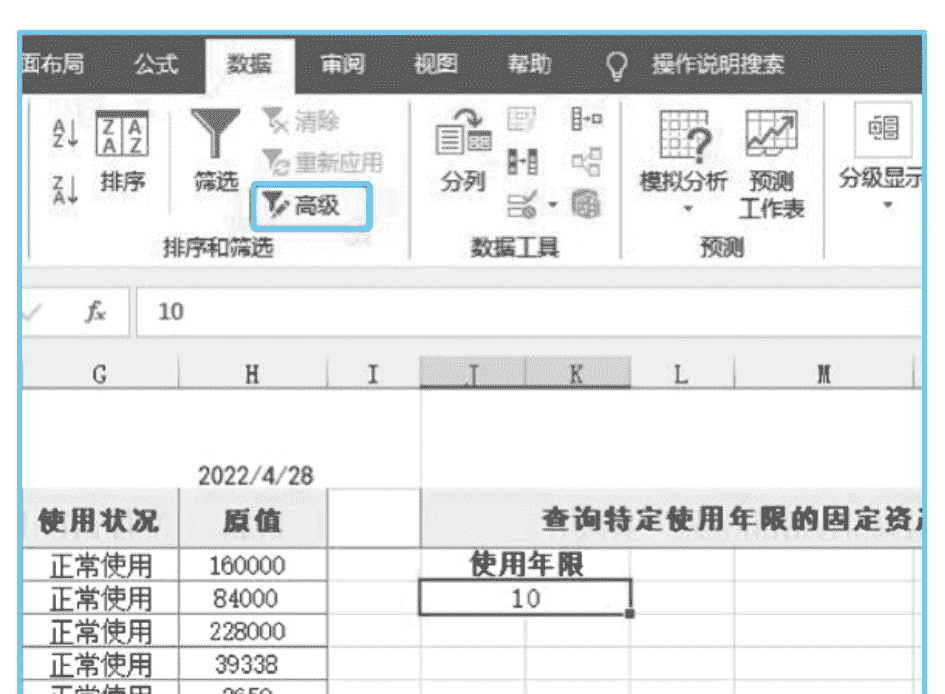 面布局 公式 数据 审阅 视图 帮助 操作说明搜索
排序 筛选 清除 重新应用 高级
分列 模拟分析 预测
工作表
分级显示
排序和筛选 数据工具 预测
fx 10
G H I J K L M
2022/4/28
使用状况 原值 查询特定使用年限的固定资
正常使用 160000 使用年限
正常使用 84000 10
正常使用 228000
正常使用 39338
正常使用